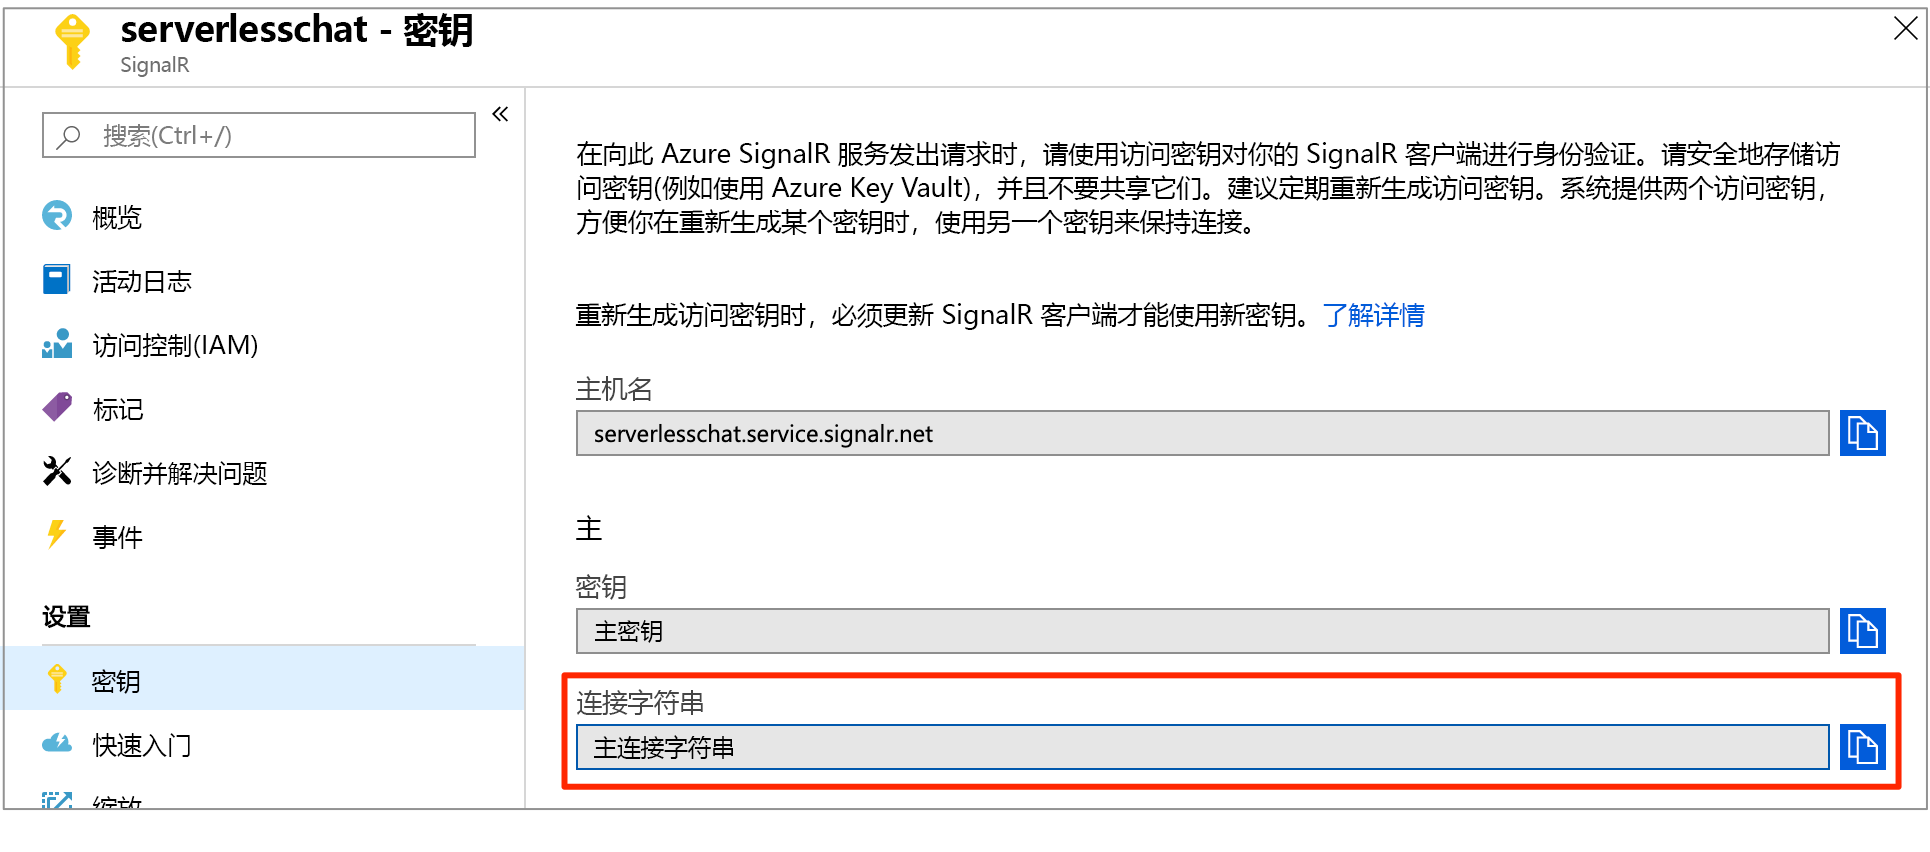 serverlesschat - 密钥
SignalR
搜索(Ctrl+/)
概览
活动日志
访问控制(IAM)
标记
诊断并解决问题
事件
设置
密钥
快速入门
缩放
在向此 Azure SignalR 服务发出请求时，请使用访问密钥对你的 SignalR 客户端进行身份验证。请安全地存储访
问密钥(例如使用 Azure Key Vault)，并且不要共享它们。建议定期重新生成访问密钥。系统提供两个访问密钥，
方便你在重新生成某个密钥时，使用另一个密钥来保持连接。
重新生成访问密钥时，必须更新 SignalR 客户端才能使用新密钥。了解详情
主机名
serverlesschat.service.signalr.net
主
密钥
主密钥
连接字符串
主连接字符串